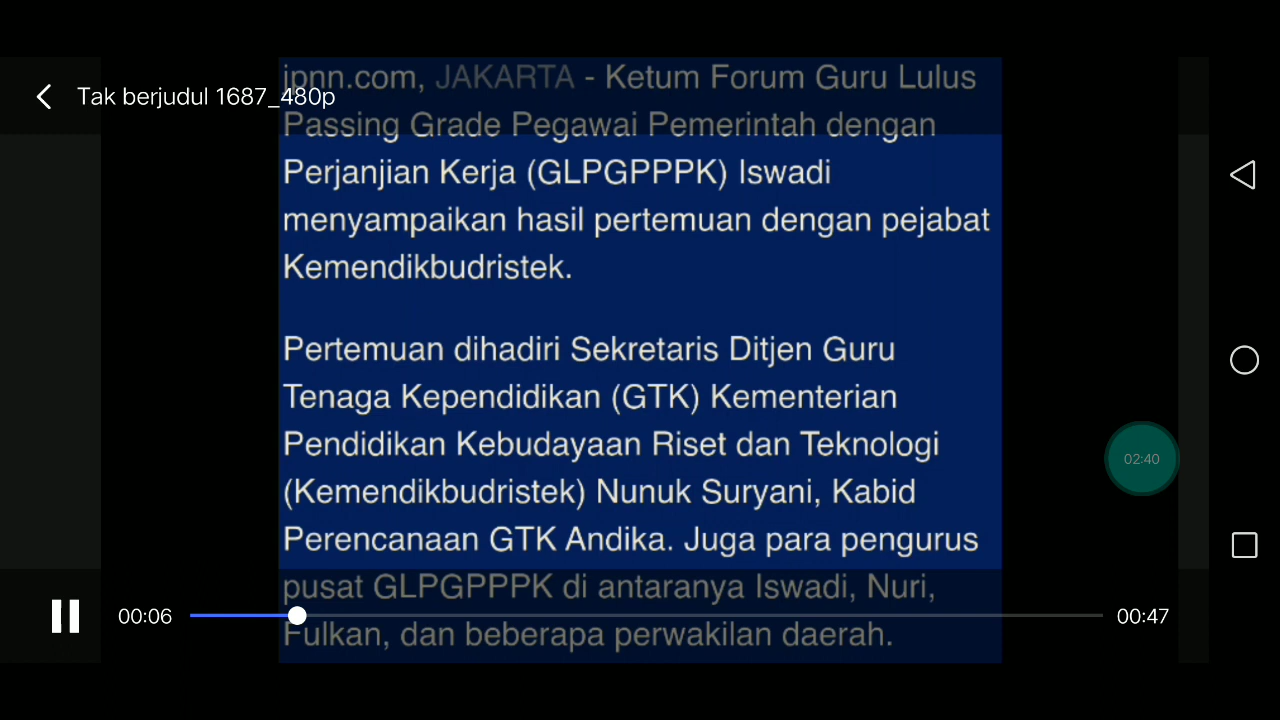 jpnn.com, JAKARTA - Ketum Forum Guru Lulus
Tak berjudul 1687_480p
Passing Grade Pegawai Pemerintah dengan
Perjanjian Kerja (GLPGPPPK) Iswadi
menyampaikan hasil pertemuan dengan pejabat
Kemendikbudristek.
Pertemuan dihadiri Sekretaris Ditjen Guru
Tenaga Kependidikan (GTK) Kementerian
Pendidikan Kebudayaan Riset dan Teknologi
02:40
(Kemendikbudristek) Nunuk Suryani, Kabid
Perencanaan GTK Andika. Juga para pengurus
pusat GLPGPPPK di antaranya Iswadi, Nuri,
00:06
00:47
Fulkan, dan beberapa perwakilan daerah.